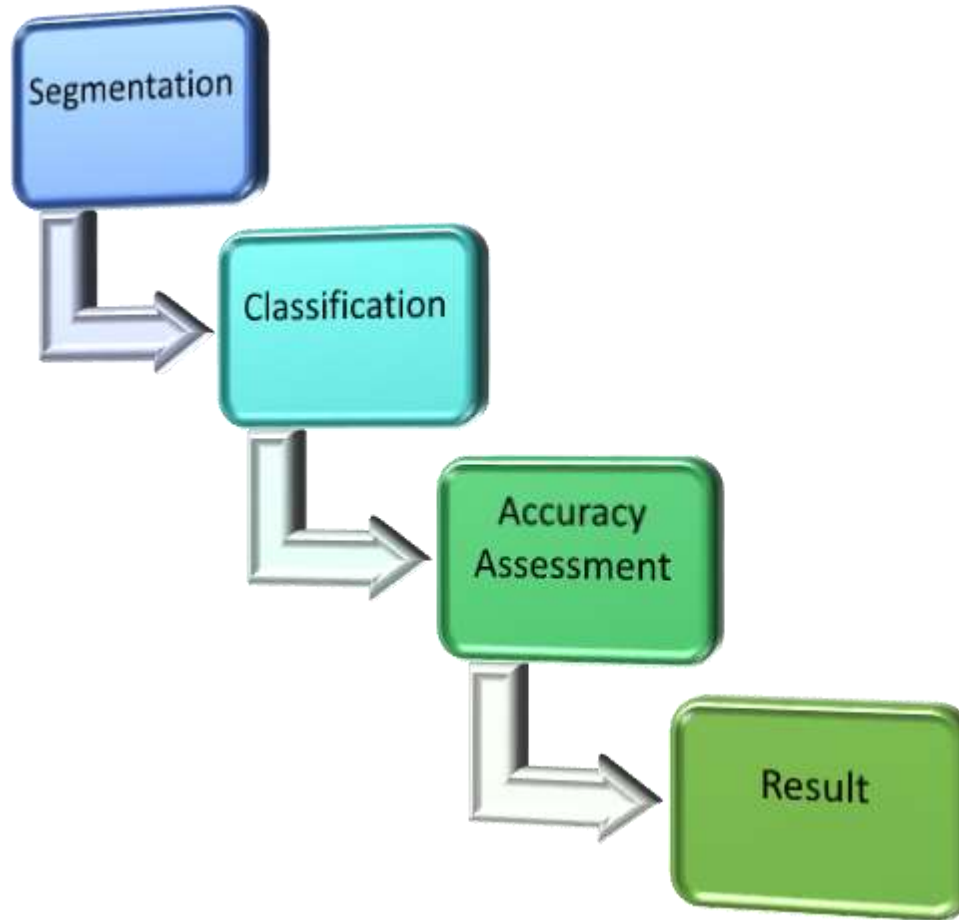 Segmentation
Classification
Accuracy
Assessment
Result